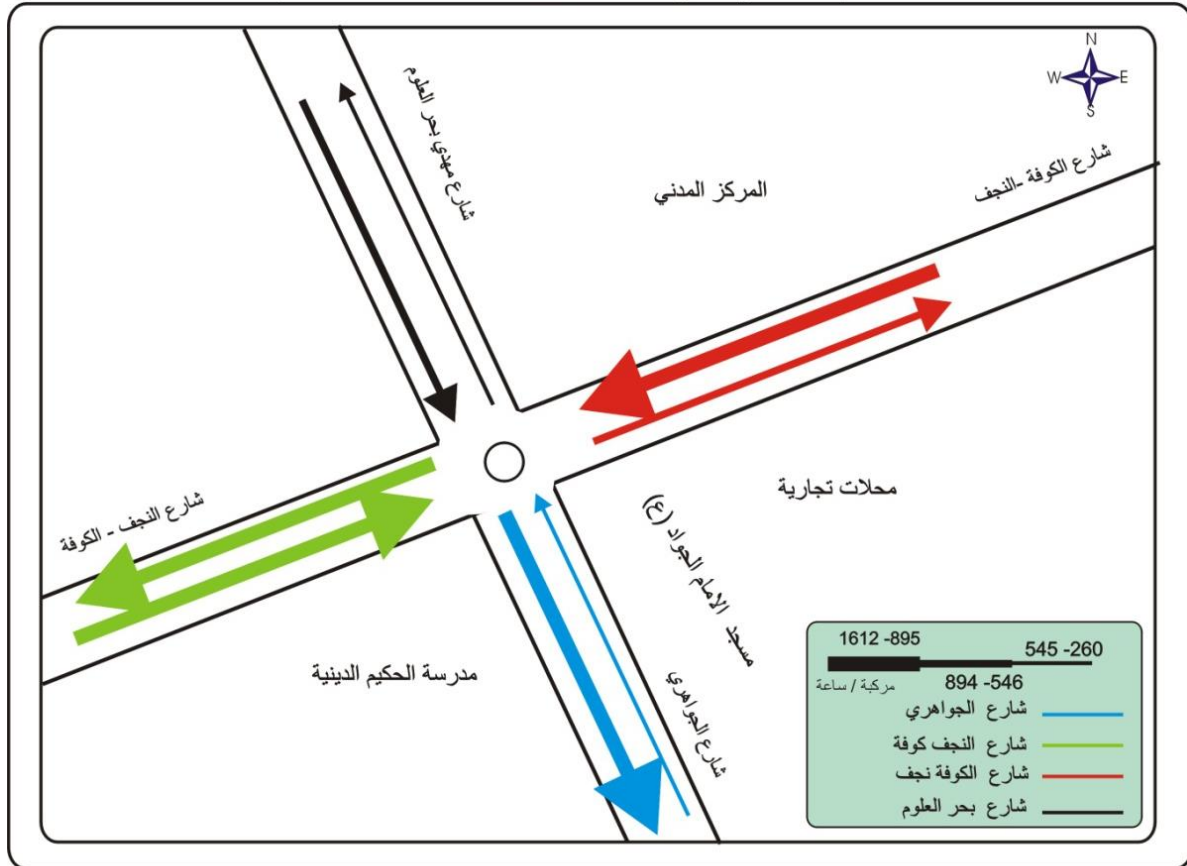 N
W E
S
شارع مهدي بحر العلوم
شارع الكوفة -النجف
المركز المدني
محلات تجارية
مسجد الامام الجواد (ع)
شارع النجف - الكوفة
مدرسة الحكيم الدينية
شارع الجواهري
1612 -895
545 -260
894 -546
مركبة / ساعة
شارع الجواهري
شارع النجف كوفة
شارع الكوفة نجف
شارع بحر العلوم